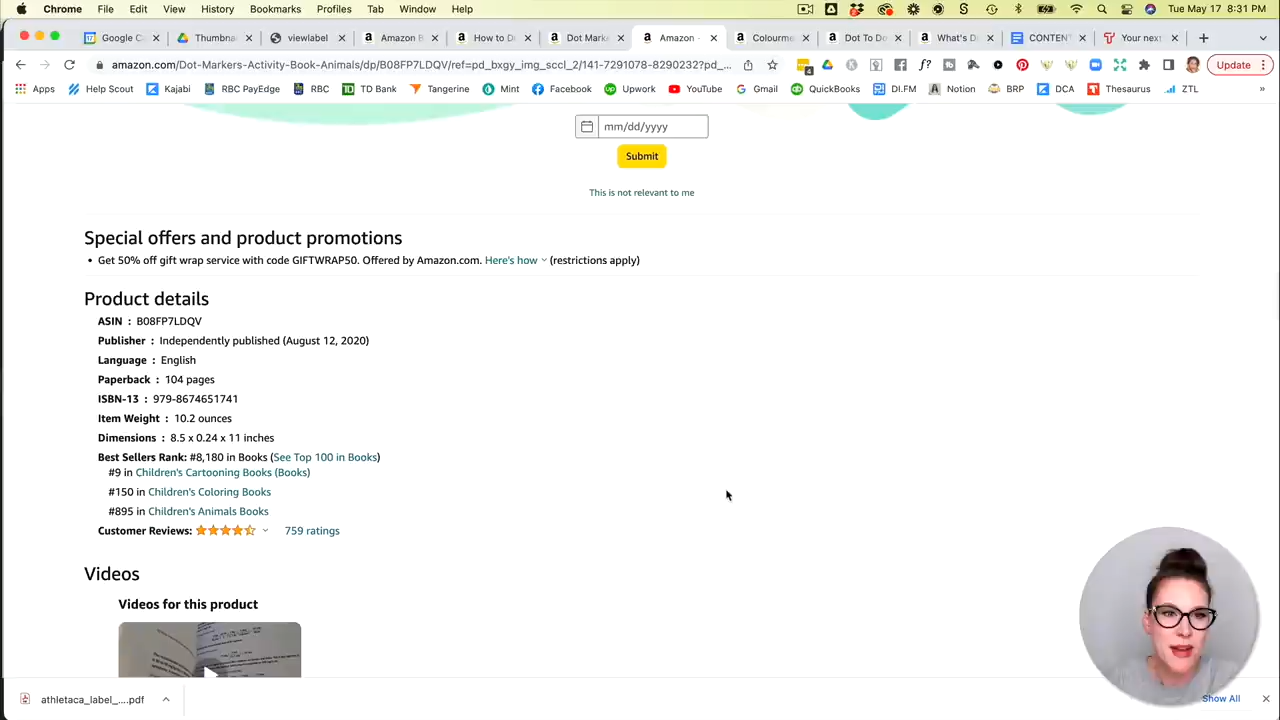 Chrome File Edit View History Bookmarks Profiles Tab Window Help Tue May 17 8:31 PM
Google C Thumbna viewlabel Amazon B How to D Dot Mark Amazon - Colourme Dot To Do What's D CONTENT Your next
amazon.com/Dot-Markers-Activity-Book-Animals/dp/B08FP7LDQV/ref=pd_bxgy_img_sccl_2/141-7291078-8290232?pd_... Update
Apps Help Scout Kajabi RBC PayEdge RBC TD Bank Tangerine Mint Facebook Upwork YouTube Gmail QuickBooks DI.FM Notion BRP DCA Thesaurus ZTL »
mm/dd/yyyy
Submit
This is not relevant to me
Special offers and product promotions
• Get 50% off gift wrap service with code GIFTWRAP50. Offered by Amazon.com. Here's how (restrictions apply)
Product details
ASIN : B08FP7LDQV
Publisher : Independently published (August 12, 2020)
Language : English
Paperback : 104 pages
ISBN-13 : 979-8674651741
Item Weight : 10.2 ounces
Dimensions : 8.5 x 0.24 x 11 inches
Best Sellers Rank: #8,180 in Books (See Top 100 in Books)
#9 in Children's Cartooning Books (Books)
#150 in Children's Coloring Books
#895 in Children's Animals Books
Customer Reviews: 759 ratings
Videos
Videos for this product
athletaca_label_....pdf Show All